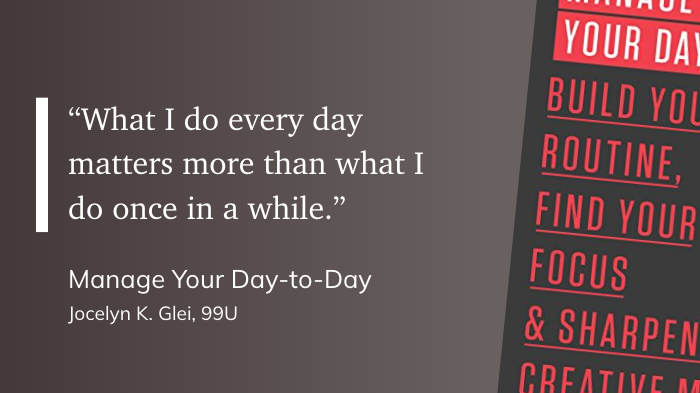 “What I do every day
matters more than what I
do once in a while.”
Manage Your Day-to-Day
Jocelyn K. Glei, 99U
YOUR DAY
BUILD YOU
ROUTINE,
FIND YOUR
FOCUS
& SHARPEN
CREATIVE M